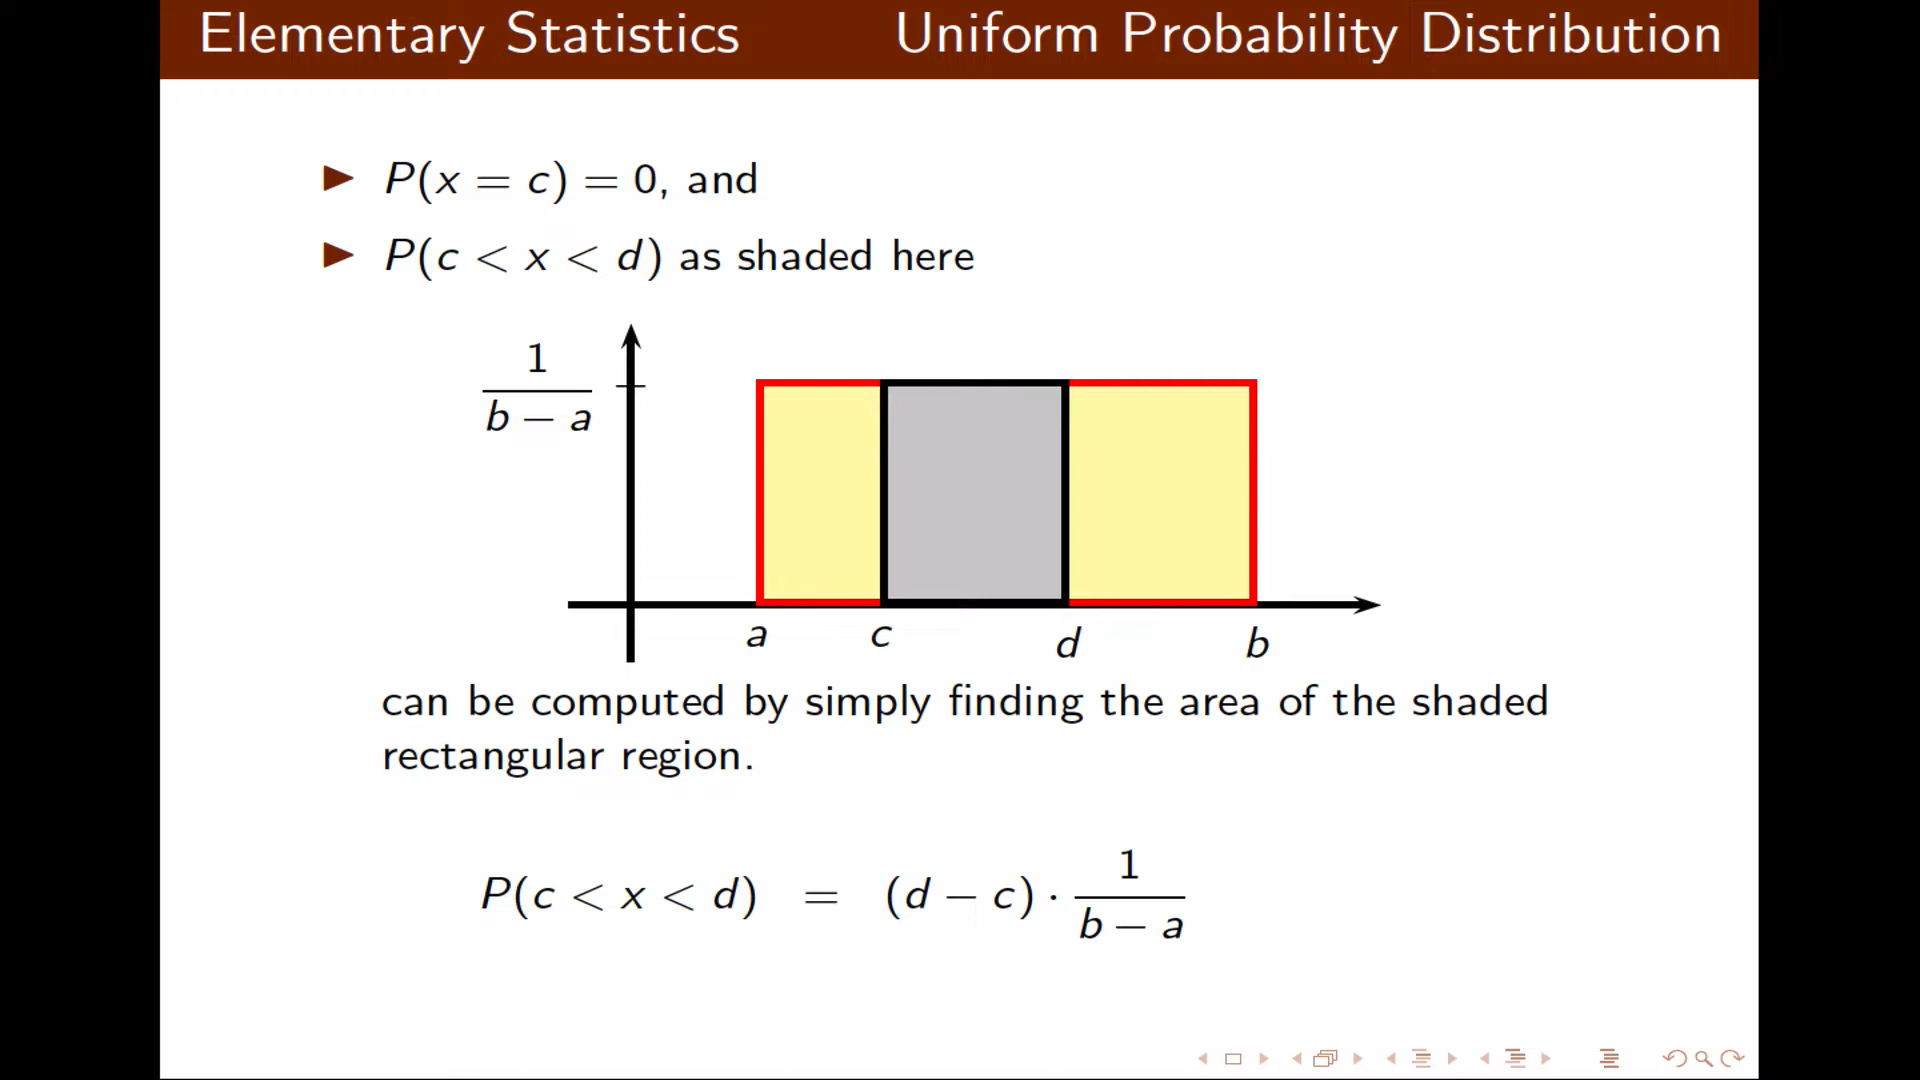 Elementary Statistics Uniform Probability Distribution
▶ P(x = c) = 0, and
▶ P(c < x < d) as shaded here
1
b − a
a c d b
can be computed by simply finding the area of the shaded
rectangular region.
P(c < x < d) = (d − c) · 1
b − a